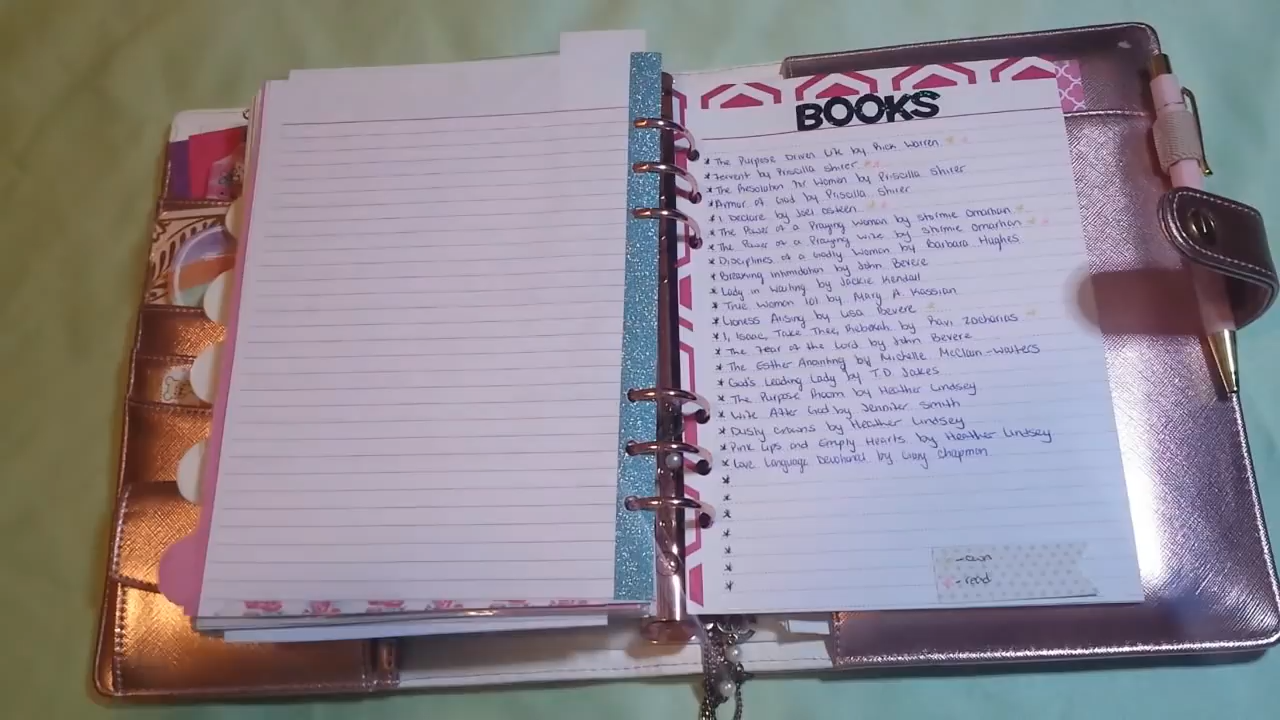 BOOKS
* The Purpose Driven Life by Rick Warren
* Fervent by Priscilla Shirer
* The Resolution for Women by Priscilla Shirer
* Armor of God by Priscilla Shirer
* I Declare by Joel Osteen
* The Power of a Praying Woman by Stormie Omartian
* The Power of a Praying Wife by Stormie Omartian
* Disciplines of a Godly Woman by Barbara Hughes
* Breaking Intimidation by John Bevere
* Lady in Waiting by Jackie Kendall
* True Woman 101 by Mary A. Kassian
* Lioness Arising by Lisa Bevere
* I, Isaac, Take Thee, Rebekah by Ravi Zacharias
* The Fear of the Lord by John Bevere
* The Esther Anointing by Michelle McClain-Walters
* God's Leading Lady by T.D Jakes
* The Purpose Room by Heather Lindsey
* Wife After God by Jennifer Smith
* Dusty Crowns by Heather Lindsey
* Pink Lips and Empty Hearts by Heather Lindsey
* Love Language Devotional by Gary Chapman
*
*
*
*
*
*
*
- own
- read